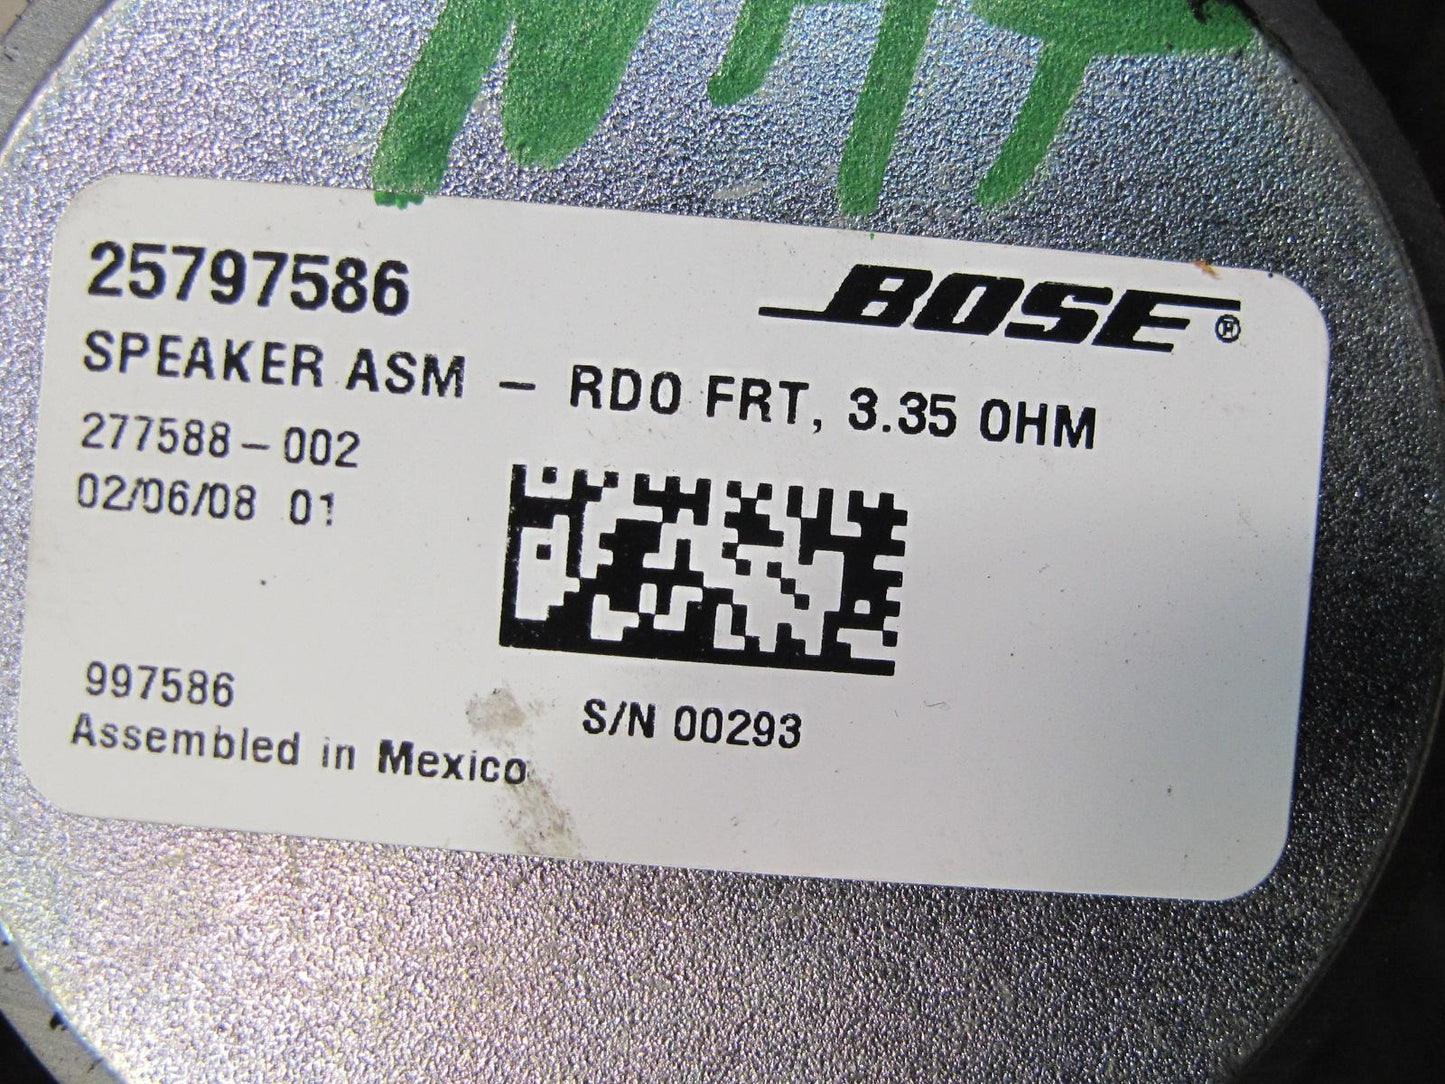 25797586
BOSE®
SPEAKER ASM – RDO FRT, 3.35 OHM
277588-002
02/06/08 01
997586
S/N 00293
Assembled in Mexico